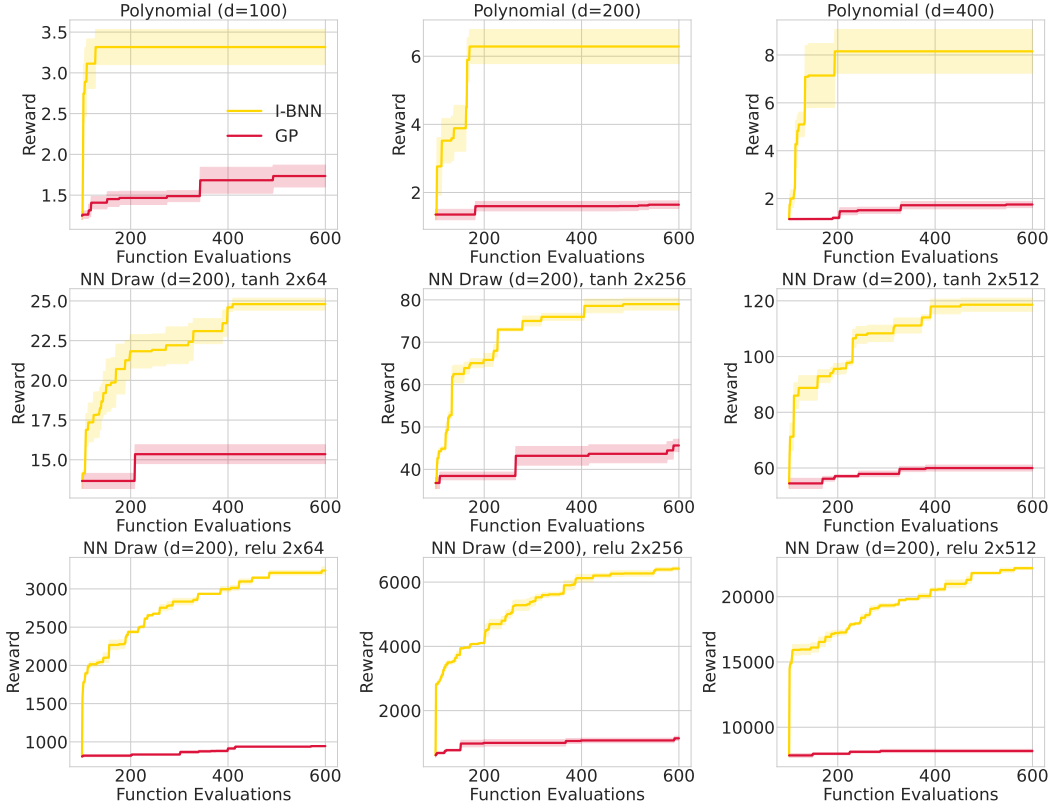 Polynomial (d=100)
Polynomial (d=200)
Polynomial (d=400)
Reward
3.5
3.0
2.5
2.0
1.5
I-BNN
GP
200
400
600
Function Evaluations
Reward
6
4
2
200
400
600
Function Evaluations
Reward
8
6
4
2
200
400
600
Function Evaluations
NN Draw (d=200), tanh 2x64
NN Draw (d=200), tanh 2x256
NN Draw (d=200), tanh 2x512
Reward
25.0
22.5
20.0
17.5
15.0
200
400
600
Function Evaluations
Reward
80
70
60
50
40
200
400
600
Function Evaluations
Reward
120
100
80
60
200
400
600
Function Evaluations
NN Draw (d=200), relu 2x64
NN Draw (d=200), relu 2x256
NN Draw (d=200), relu 2x512
Reward
3000
2500
2000
1500
1000
200
400
600
Function Evaluations
Reward
6000
4000
2000
200
400
600
Function Evaluations
Reward
20000
15000
10000
200
400
600
Function Evaluations